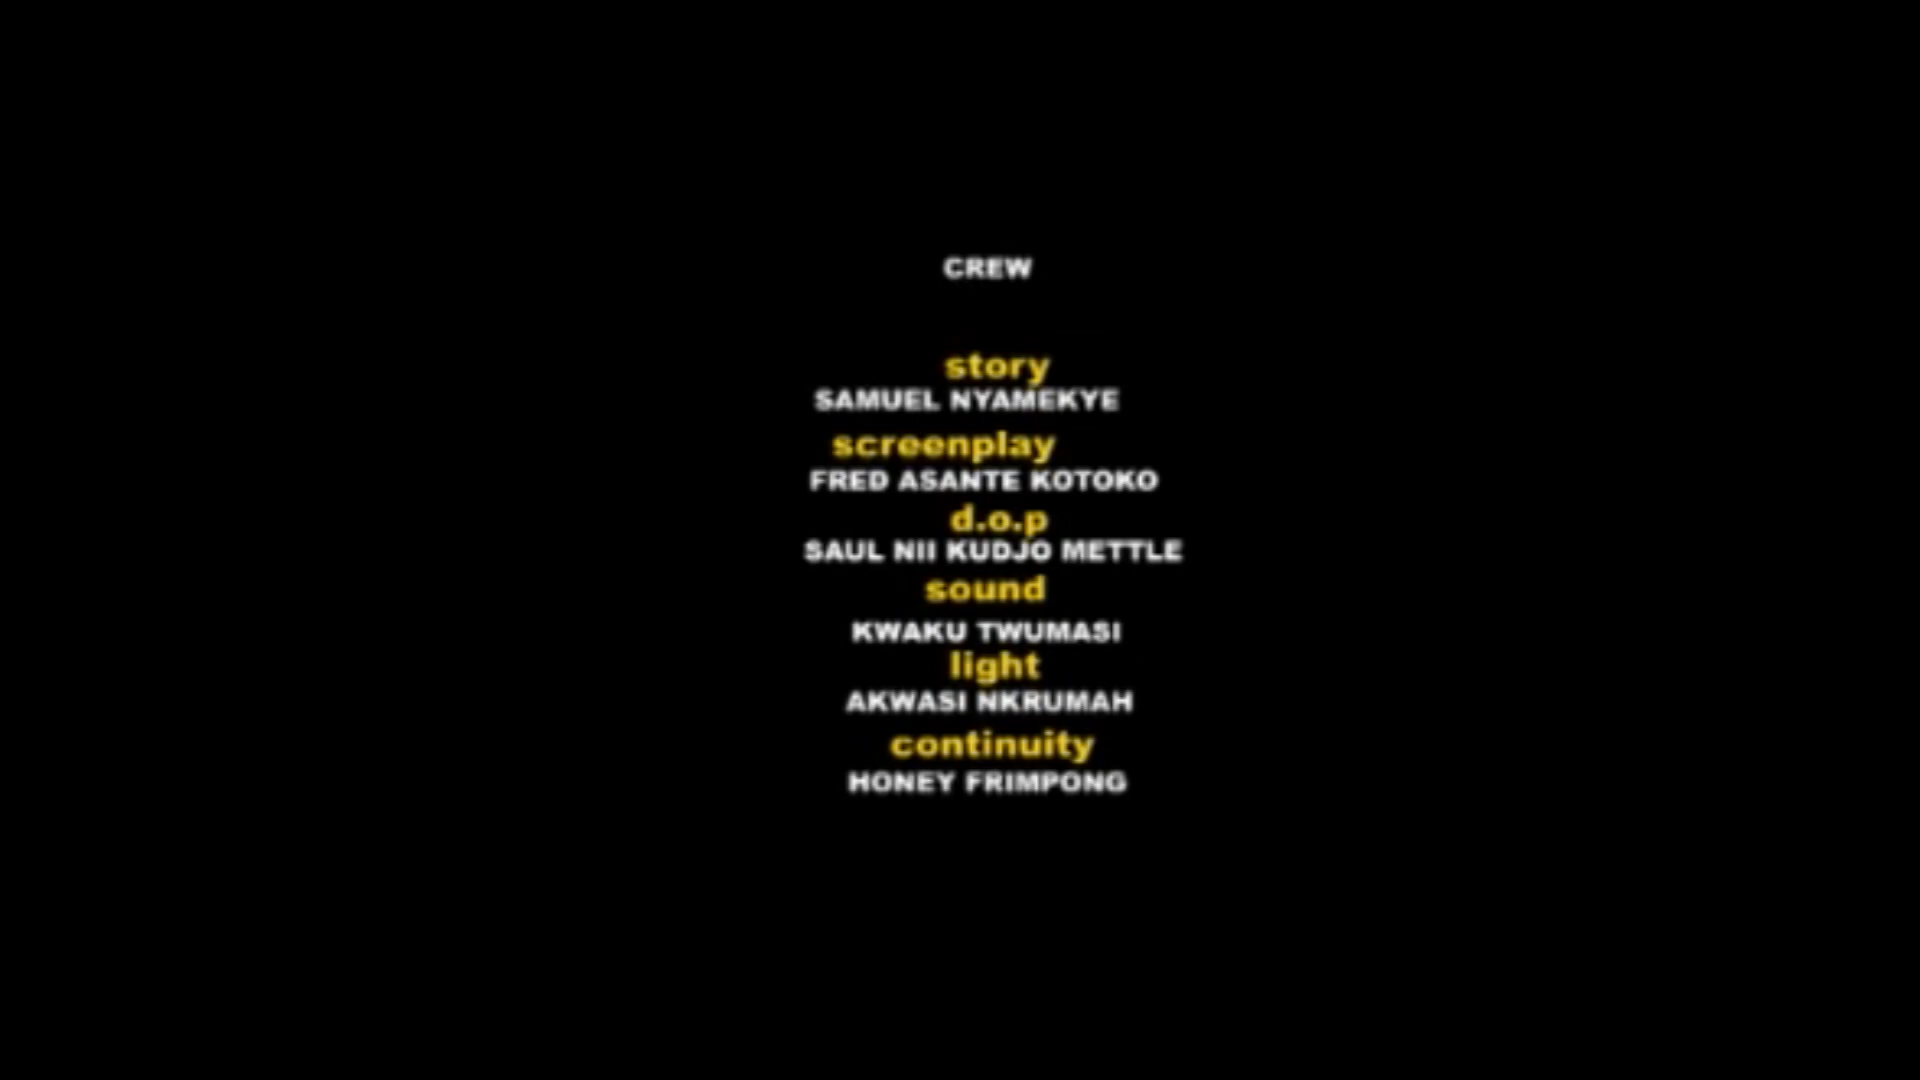 CREW
story
SAMUEL NYAMEKYE
screenplay
FRED ASANTE KOTOKO
d.o.p
SAUL NII KUDJO METTLE
sound
KWAKU TWUMASI
light
AKWASI NKRUMAH
continuity
HONEY FRIMPONG